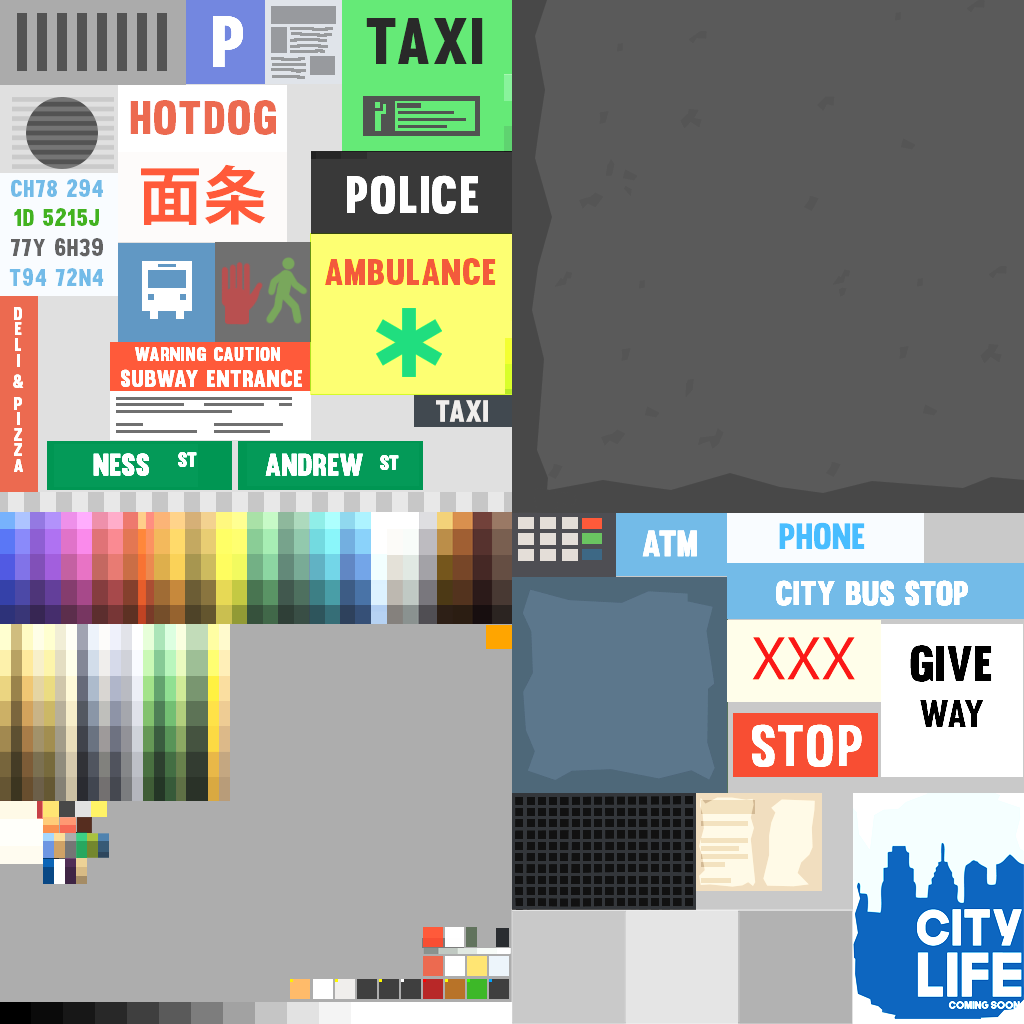 P
TAXI
HOTDOG
面条
CH78 294
1D 5215J
77Y 6H39
T94 72N4
POLICE
AMBULANCE
DELI & PIZZA
WARNING CAUTION
SUBWAY ENTRANCE
TAXI
NESS ST
ANDREW ST
ATM
PHONE
CITY BUS STOP
XXX
GIVE
WAY
STOP
CITY
LIFE
COMING SOON